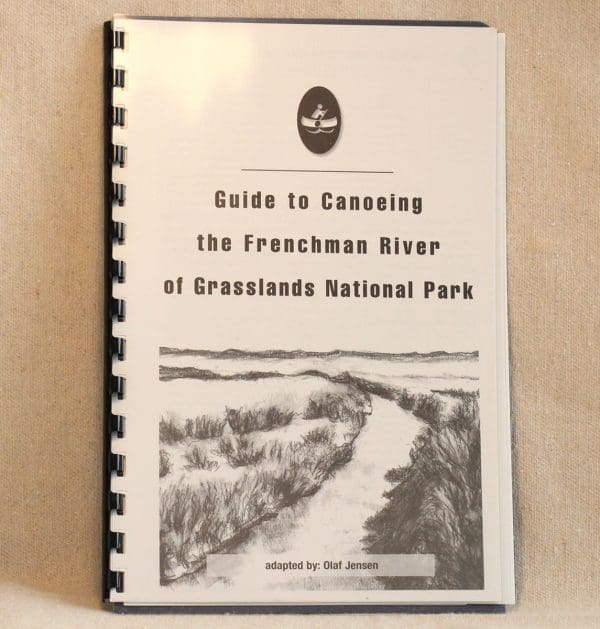 Guide to Canoeing
the Frenchman River
of Grasslands National Park
adapted by: Olaf Jensen